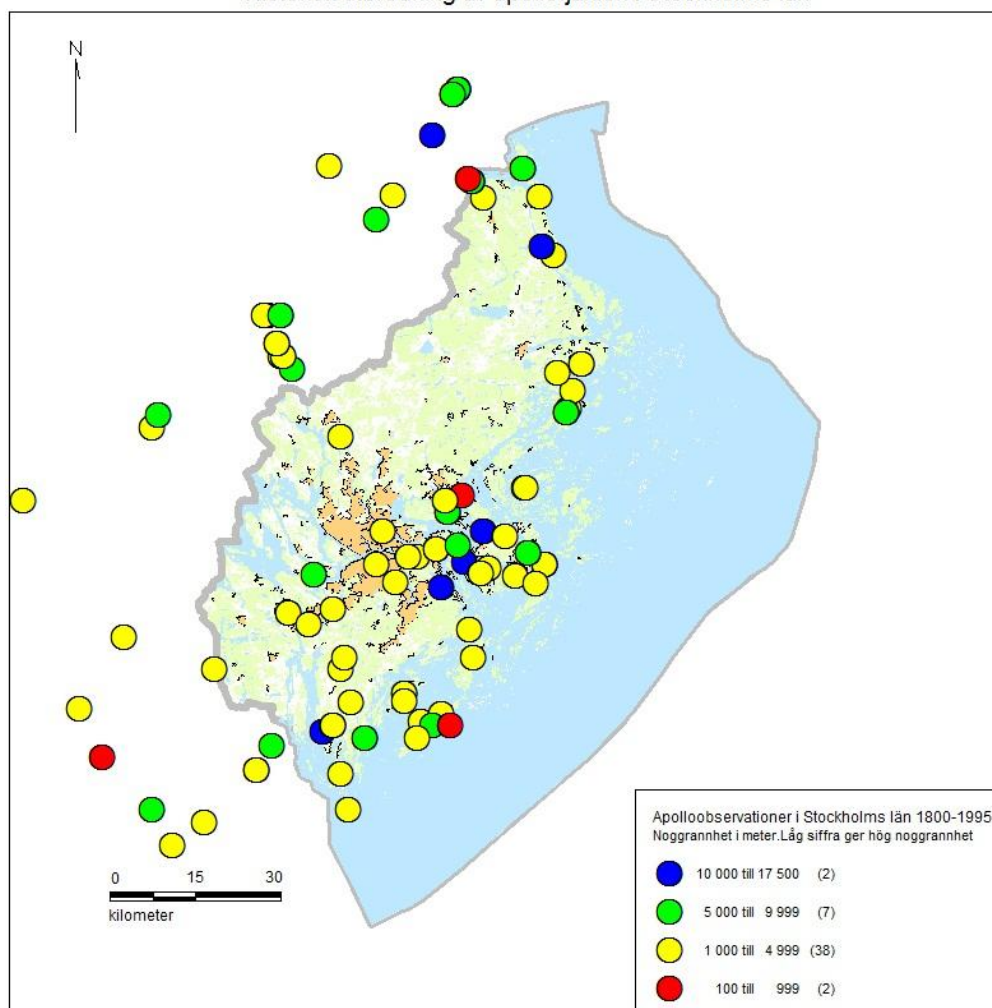 N
0 15 30
kilometer
Apolloobservationer i Stockholms län 1800-1995
Noggrannhet i meter.Låg siffra ger hög noggrannhet
10 000 till 17 500 (2)
5 000 till 9 999 (7)
1 000 till 4 999 (38)
100 till 999 (2)